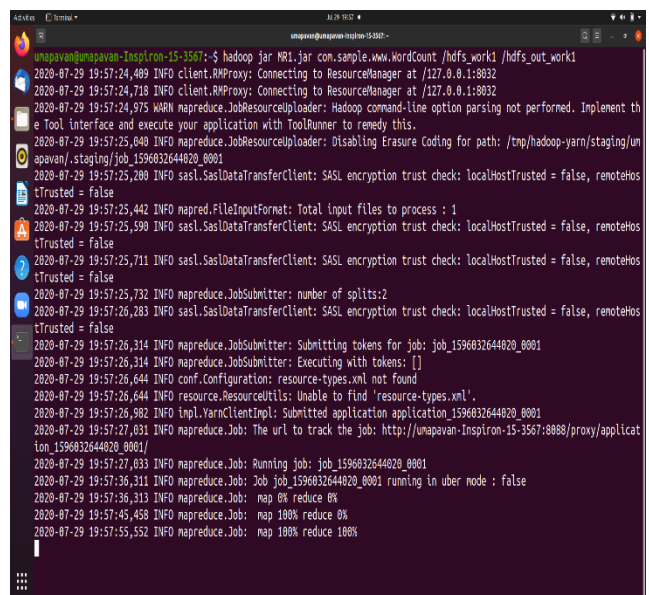 Activities Terminal Jul 29 19:57
umapavan@umapavan-Inspiron-15-3567: ~
umapavan@umapavan-Inspiron-15-3567:~$ hadoop jar MR1.jar com.sample.www.WordCount /hdfs_work1 /hdfs_out_work1
2020-07-29 19:57:24,409 INFO client.RMProxy: Connecting to ResourceManager at /127.0.0.1:8032
2020-07-29 19:57:24,718 INFO client.RMProxy: Connecting to ResourceManager at /127.0.0.1:8032
2020-07-29 19:57:24,975 WARN mapreduce.JobResourceUploader: Hadoop command-line option parsing not performed. Implement th
e Tool interface and execute your application with ToolRunner to remedy this.
2020-07-29 19:57:25,040 INFO mapreduce.JobResourceUploader: Disabling Erasure Coding for path: /tmp/hadoop-yarn/staging/um
apavan/.staging/job_1596032644020_0001
2020-07-29 19:57:25,200 INFO sasl.SaslDataTransferClient: SASL encryption trust check: localHostTrusted = false, remoteHos
tTrusted = false
2020-07-29 19:57:25,442 INFO mapred.FileInputFormat: Total input files to process : 1
2020-07-29 19:57:25,590 INFO sasl.SaslDataTransferClient: SASL encryption trust check: localHostTrusted = false, remoteHos
tTrusted = false
2020-07-29 19:57:25,711 INFO sasl.SaslDataTransferClient: SASL encryption trust check: localHostTrusted = false, remoteHos
tTrusted = false
2020-07-29 19:57:25,732 INFO mapreduce.JobSubmitter: number of splits:2
2020-07-29 19:57:26,283 INFO sasl.SaslDataTransferClient: SASL encryption trust check: localHostTrusted = false, remoteHos
tTrusted = false
2020-07-29 19:57:26,314 INFO mapreduce.JobSubmitter: Submitting tokens for job: job_1596032644020_0001
2020-07-29 19:57:26,314 INFO mapreduce.JobSubmitter: Executing with tokens: []
2020-07-29 19:57:26,644 INFO conf.Configuration: resource-types.xml not found
2020-07-29 19:57:26,644 INFO resource.ResourceUtils: Unable to find 'resource-types.xml'.
2020-07-29 19:57:26,982 INFO impl.YarnClientImpl: Submitted application application_1596032644020_0001
2020-07-29 19:57:27,031 INFO mapreduce.Job: The url to track the job: http://umapavan-Inspiron-15-3567:8088/proxy/applicat
ion_1596032644020_0001/
2020-07-29 19:57:27,033 INFO mapreduce.Job: Running job: job_1596032644020_0001
2020-07-29 19:57:36,311 INFO mapreduce.Job: Job job_1596032644020_0001 running in uber mode : false
2020-07-29 19:57:36,313 INFO mapreduce.Job:  map 0% reduce 0%
2020-07-29 19:57:45,458 INFO mapreduce.Job:  map 100% reduce 0%
2020-07-29 19:57:55,552 INFO mapreduce.Job:  map 100% reduce 100%